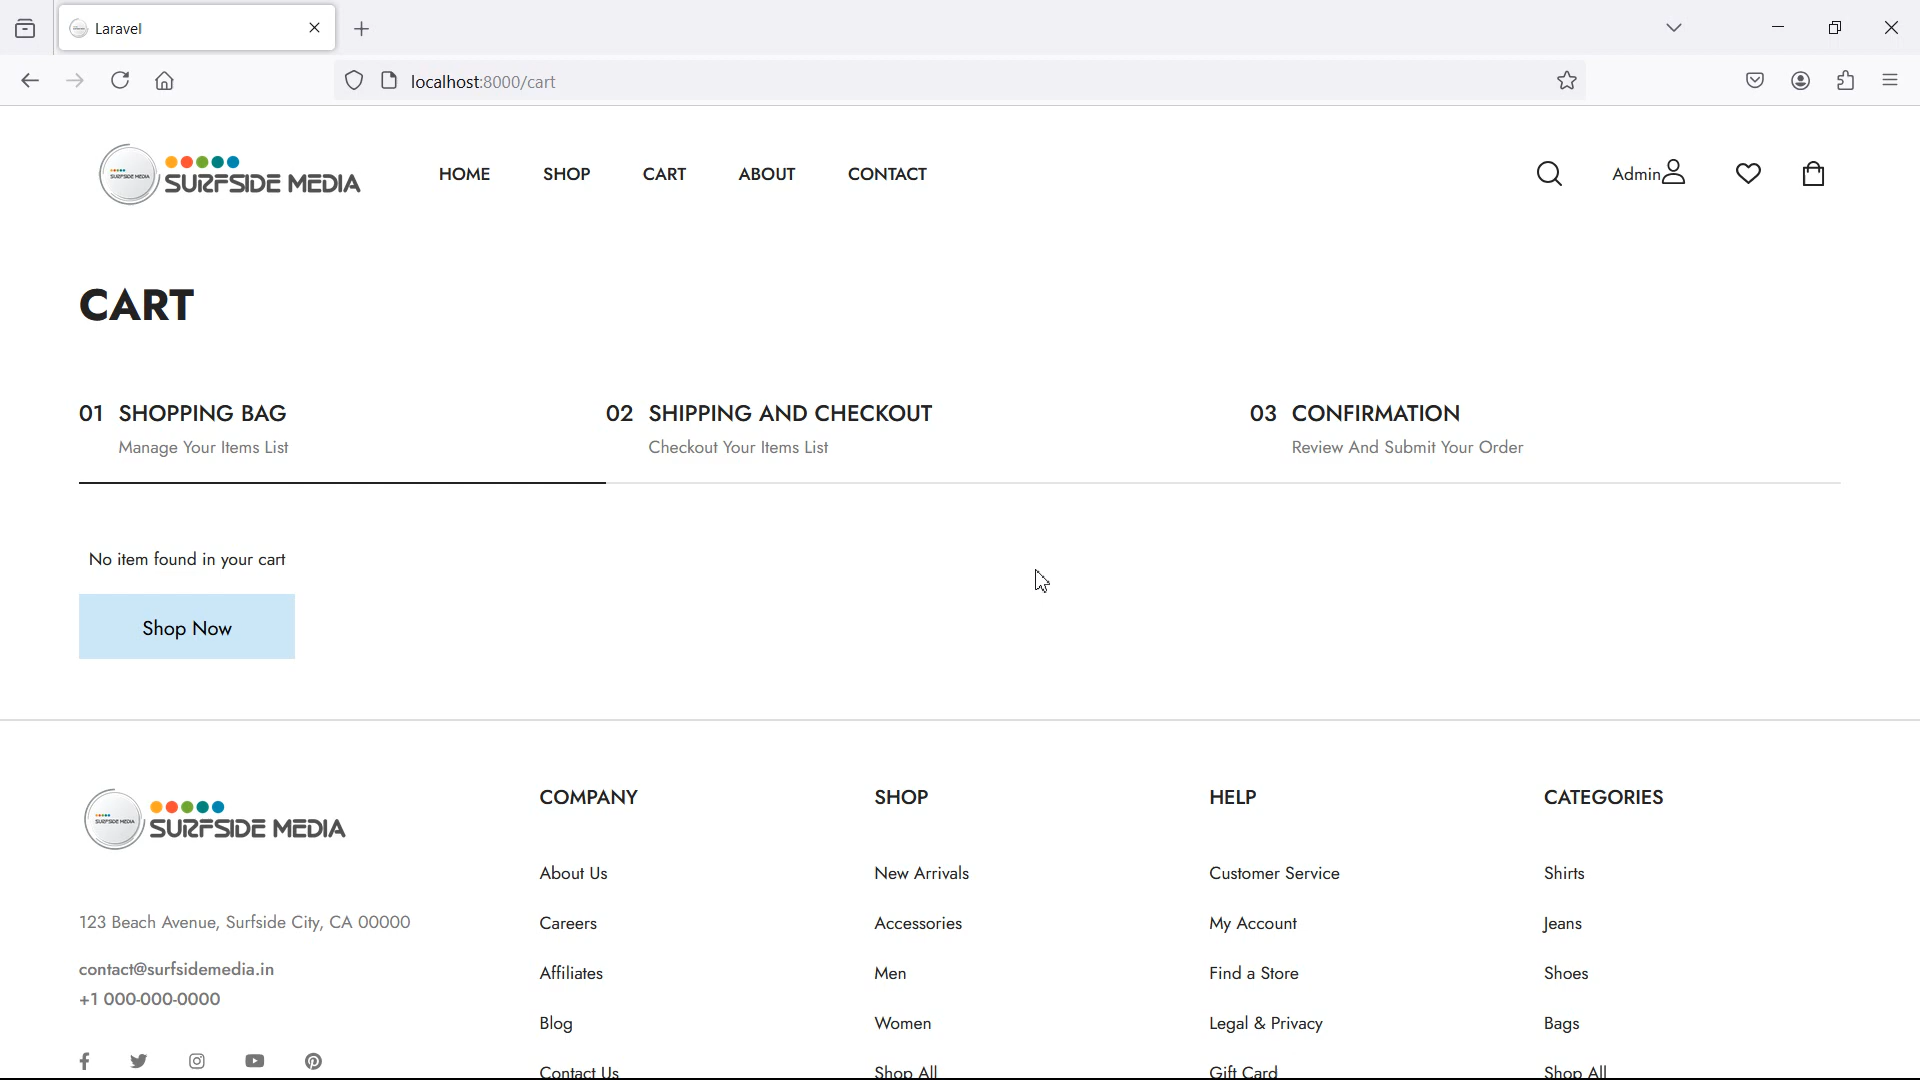 Laravel
localhost:8000/cart
SURFSIDE MEDIA
SURFSIDE MEDIA
HOME
SHOP
CART
ABOUT
CONTACT
Admin
CART
01 SHOPPING BAG
Manage Your Items List
02 SHIPPING AND CHECKOUT
Checkout Your Items List
03 CONFIRMATION
Review And Submit Your Order
No item found in your cart
Shop Now
SURFSIDE MEDIA
SURFSIDE MEDIA
123 Beach Avenue, Surfside City, CA 00000
contact@surfsidemedia.in
+1 000-000-0000
COMPANY
About Us
Careers
Affiliates
Blog
Contact Us
SHOP
New Arrivals
Accessories
Men
Women
Shop All
HELP
Customer Service
My Account
Find a Store
Legal & Privacy
Gift Card
CATEGORIES
Shirts
Jeans
Shoes
Bags
Shop All